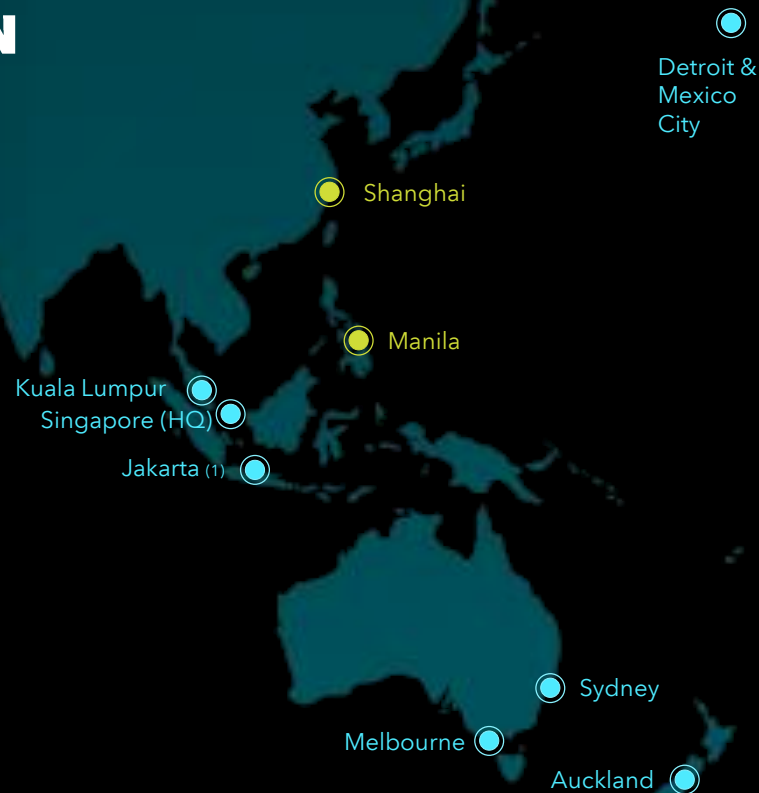 N
Detroit &
Mexico
City
Shanghai
Manila
Kuala Lumpur
Singapore (HQ)
Jakarta (1)
Sydney
Melbourne
Auckland